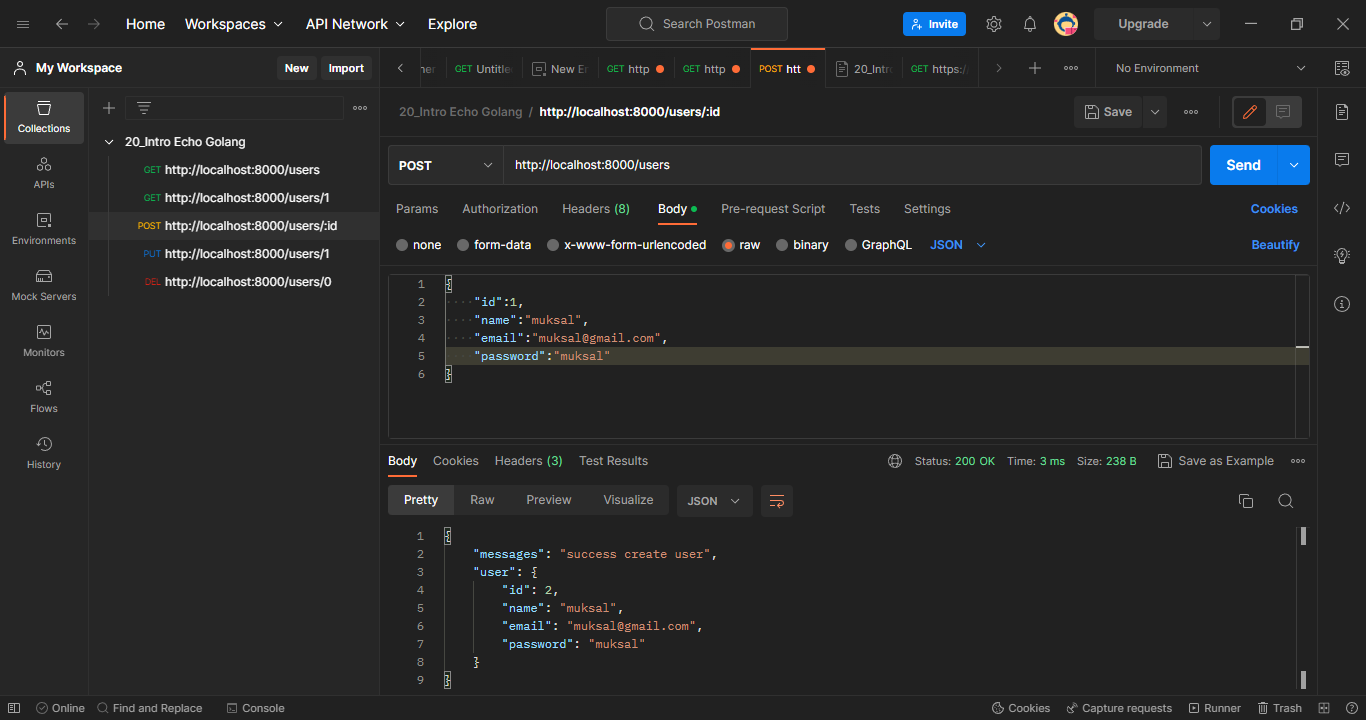 Home Workspaces API Network Explore Search Postman Invite Upgrade
My Workspace New Import
GET Untitle New E GET http GET http POST htt 20_Intro GET https:/ No Environment
Collections
APIs
Environments
Mock Servers
Monitors
Flows
History
20_Intro Echo Golang
GET http://localhost:8000/users
GET http://localhost:8000/users/1
POST http://localhost:8000/users/:id
PUT http://localhost:8000/users/1
DEL http://localhost:8000/users/0
20_Intro Echo Golang / http://localhost:8000/users/:id Save
POST http://localhost:8000/users Send
Params Authorization Headers (8) Body Pre-request Script Tests Settings Cookies
none form-data x-www-form-urlencoded raw binary GraphQL JSON Beautify
1 {
2 "id":1,
3 "name":"muksal",
4 "email":"muksal@gmail.com",
5 "password":"muksal"
6 }
Body Cookies Headers (3) Test Results Status: 200 OK Time: 3 ms Size: 238 B Save as Example
Pretty Raw Preview Visualize JSON
1 {
2 "messages": "success create user",
3 "user": {
4 "id": 2,
5 "name": "muksal",
6 "email": "muksal@gmail.com",
7 "password": "muksal"
8 }
9 }
Online Find and Replace Console Cookies Capture requests Runner Trash